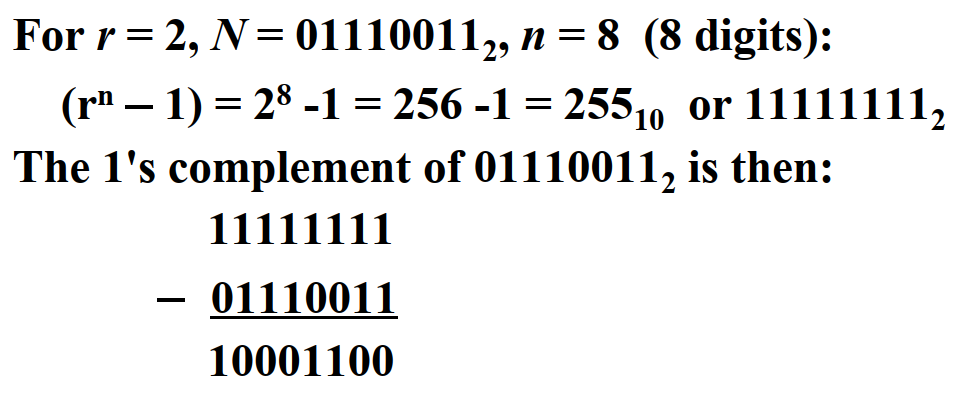 For r = 2, N = 01110011₂, n = 8 (8 digits):
(rⁿ – 1) = 2⁸ -1 = 256 -1 = 255₁₀ or 11111111₂
The 1's complement of 01110011₂ is then:
11111111
– 01110011
10001100